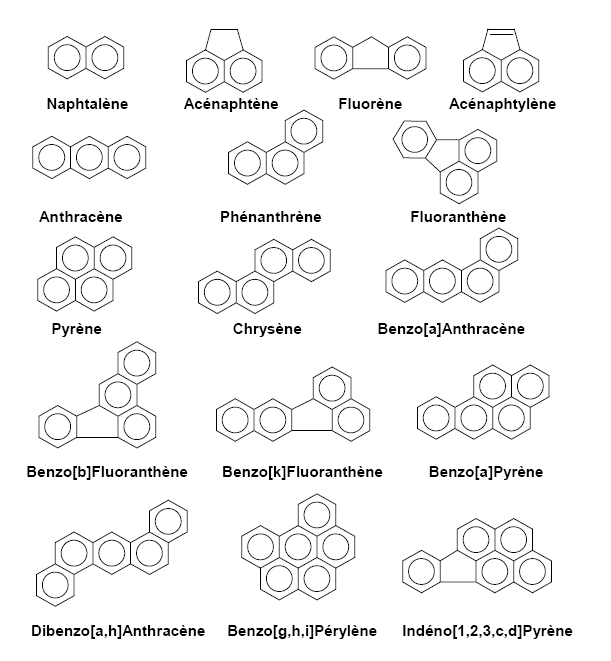 Naphtalène Acénaphtène Fluorène Acénaphtylène
Anthracène Phénanthrène Fluoranthène
Pyrène Chrysène Benzo[a]Anthracène
Benzo[b]Fluoranthène Benzo[k]Fluoranthène Benzo[a]Pyrène
Dibenzo[a,h]Anthracène Benzo[g,h,i]Pérylène Indéno[1,2,3,c,d]Pyrène